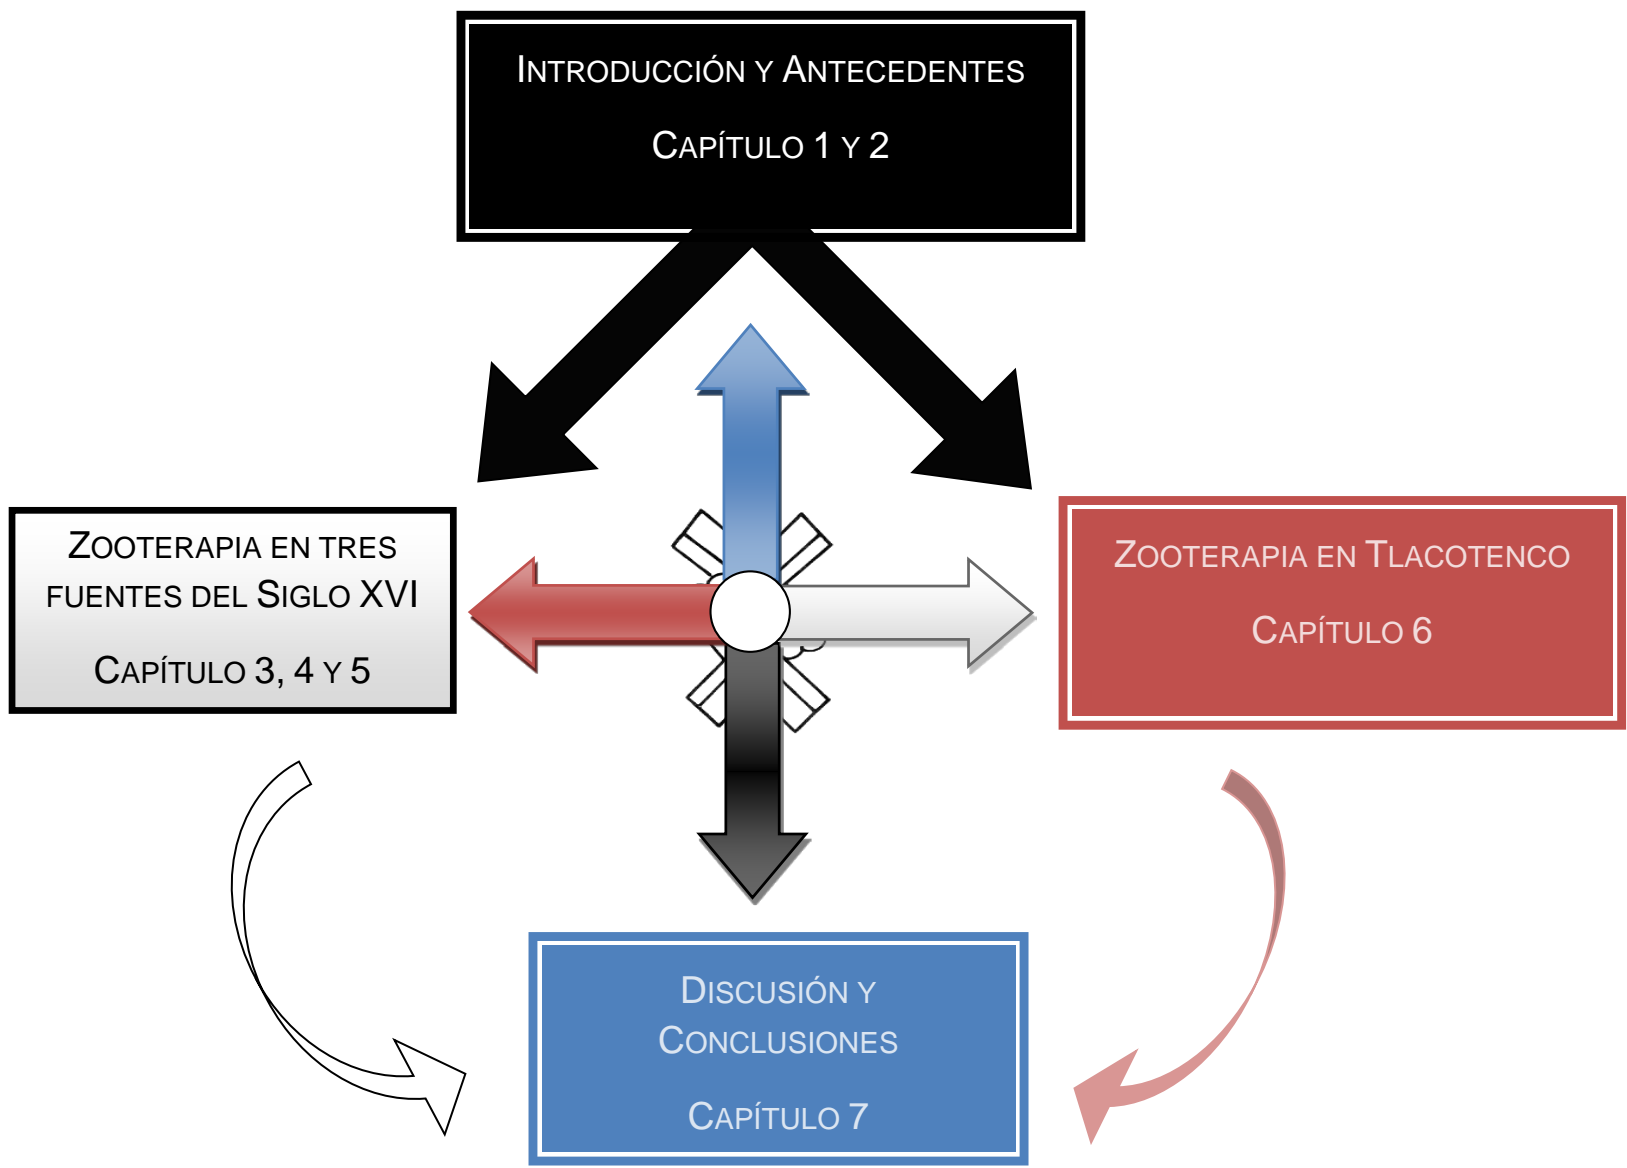 Introducción y Antecedentes
Capítulo 1 y 2
Zooterapia en tres
fuentes del Siglo XVI
Capítulo 3, 4 y 5
Zooterapia en Tlacotenco
Capítulo 6
Discusión y
Conclusiones
Capítulo 7